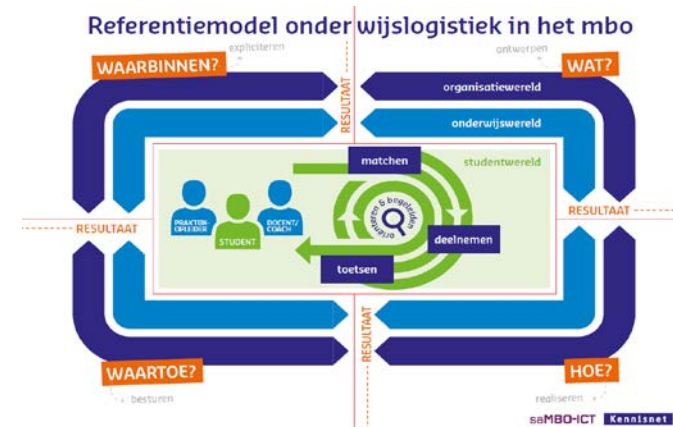 Referentiemodel onderwijslogistiek in het mbo
expliciteren
ontwerpen
WAARBINNEN?
WAT?
RESULTAAT
organisatiewereld
onderwijswereld
studentwereld
matchen
PRAKTIJK-
OPLEIDER
STUDENT
DOCENT/
COACH
oriënteren & begeleiden
deelnemen
toetsen
RESULTAAT
RESULTAAT
RESULTAAT
WAARTOE?
HOE?
besturen
realiseren
saMBO-ICT
Kennisnet